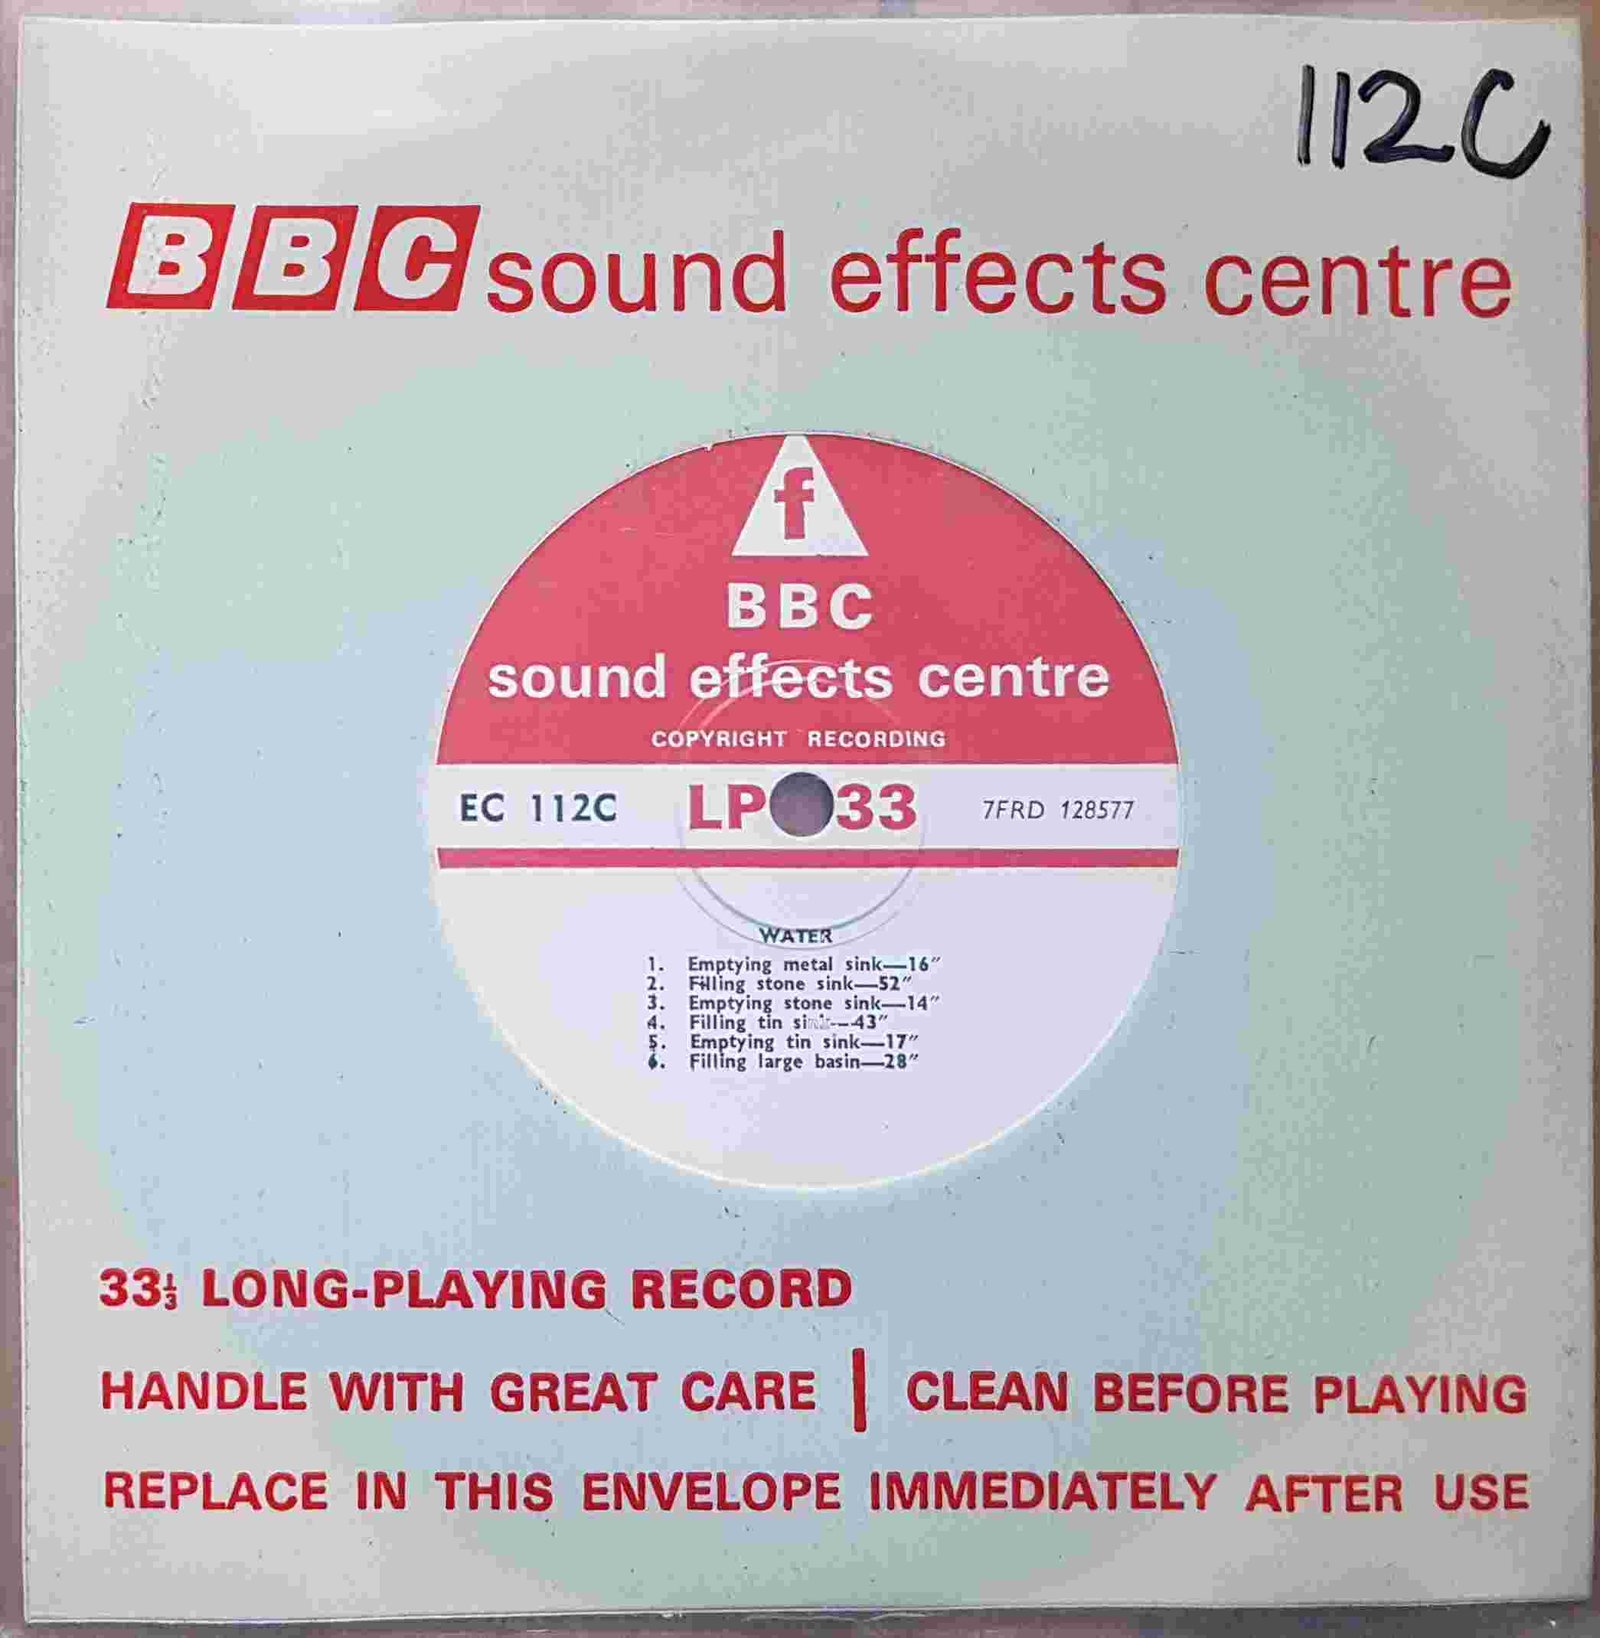 112C
BBC sound effects centre
f
BBC
sound effects centre
COPYRIGHT RECORDING
EC 112C LP 33 7FRD 128577
WATER
1. Emptying metal sink—16″
2. Filling stone sink—52″
3. Emptying stone sink—14″
4. Filling tin sink—43″
5. Emptying tin sink—17″
6. Filling large basin—28″
33⅓ LONG-PLAYING RECORD
HANDLE WITH GREAT CARE | CLEAN BEFORE PLAYING
REPLACE IN THIS ENVELOPE IMMEDIATELY AFTER USE